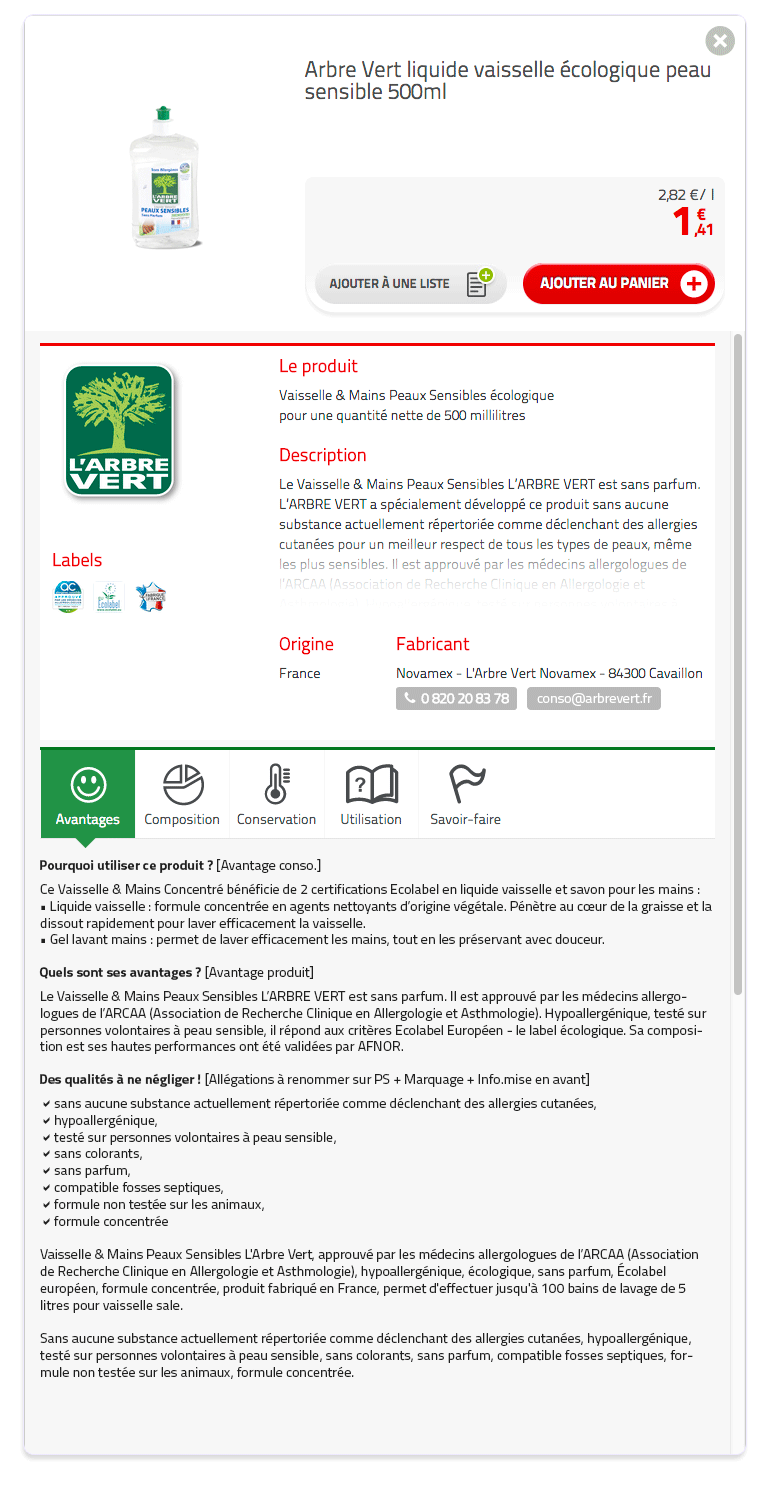 Arbre Vert liquide vaisselle écologique peau
sensible 500ml
L'ARBRE
VERT
PEAUX SENSIBLES
2,82 €/ l
1€,41
AJOUTER À UNE LISTE
AJOUTER AU PANIER
L'ARBRE
VERT
Le produit
Vaisselle & Mains Peaux Sensibles écologique
pour une quantité nette de 500 millilitres
Description
Le Vaisselle & Mains Peaux Sensibles L'ARBRE VERT est sans parfum.
L'ARBRE VERT a spécialement développé ce produit sans aucune
substance actuellement répertoriée comme déclenchant des allergies
cutanées pour un meilleur respect de tous les types de peaux, même
les plus sensibles. Il est approuvé par les médecins allergologues de
l'ARCAA (Association de Recherche Clinique en Allergologie et
Labels
Ecolabel
Origine
France
Fabricant
Novamex - L'Arbre Vert Novamex - 84300 Cavaillon
0 820 20 83 78
conso@arbrevert.fr
Avantages
Composition
Conservation
?
Utilisation
Savoir-faire
Pourquoi utiliser ce produit ? [Avantage conso.]
Ce Vaisselle & Mains Concentré bénéficie de 2 certifications Ecolabel en liquide vaisselle et savon pour les mains :
▪ Liquide vaisselle : formule concentrée en agents nettoyants d'origine végétale. Pénètre au cœur de la graisse et la
dissout rapidement pour laver efficacement la vaisselle.
▪ Gel lavant mains : permet de laver efficacement les mains, tout en les préservant avec douceur.
Quels sont ses avantages ? [Avantage produit]
Le Vaisselle & Mains Peaux Sensibles L'ARBRE VERT est sans parfum. Il est approuvé par les médecins allergo-
logues de l'ARCAA (Association de Recherche Clinique en Allergologie et Asthmologie). Hypoallergénique, testé sur
personnes volontaires à peau sensible, il répond aux critères Ecolabel Européen - le label écologique. Sa composi-
tion est ses hautes performances ont été validées par AFNOR.
Des qualités à ne négliger ! [Allégations à renommer sur PS + Marquage + Info.mise en avant]
✓ sans aucune substance actuellement répertoriée comme déclenchant des allergies cutanées,
✓ hypoallergénique,
✓ testé sur personnes volontaires à peau sensible,
✓ sans colorants,
✓ sans parfum,
✓ compatible fosses septiques,
✓ formule non testée sur les animaux,
✓ formule concentrée
Vaisselle & Mains Peaux Sensibles L'Arbre Vert, approuvé par les médecins allergologues de l'ARCAA (Association
de Recherche Clinique en Allergologie et Asthmologie), hypoallergénique, écologique, sans parfum, Écolabel
européen, formule concentrée, produit fabriqué en France, permet d'effectuer jusqu'à 100 bains de lavage de 5
litres pour vaisselle sale.
Sans aucune substance actuellement répertoriée comme déclenchant des allergies cutanées, hypoallergénique,
testé sur personnes volontaires à peau sensible, sans colorants, sans parfum, compatible fosses septiques, for-
mule non testée sur les animaux, formule concentrée.